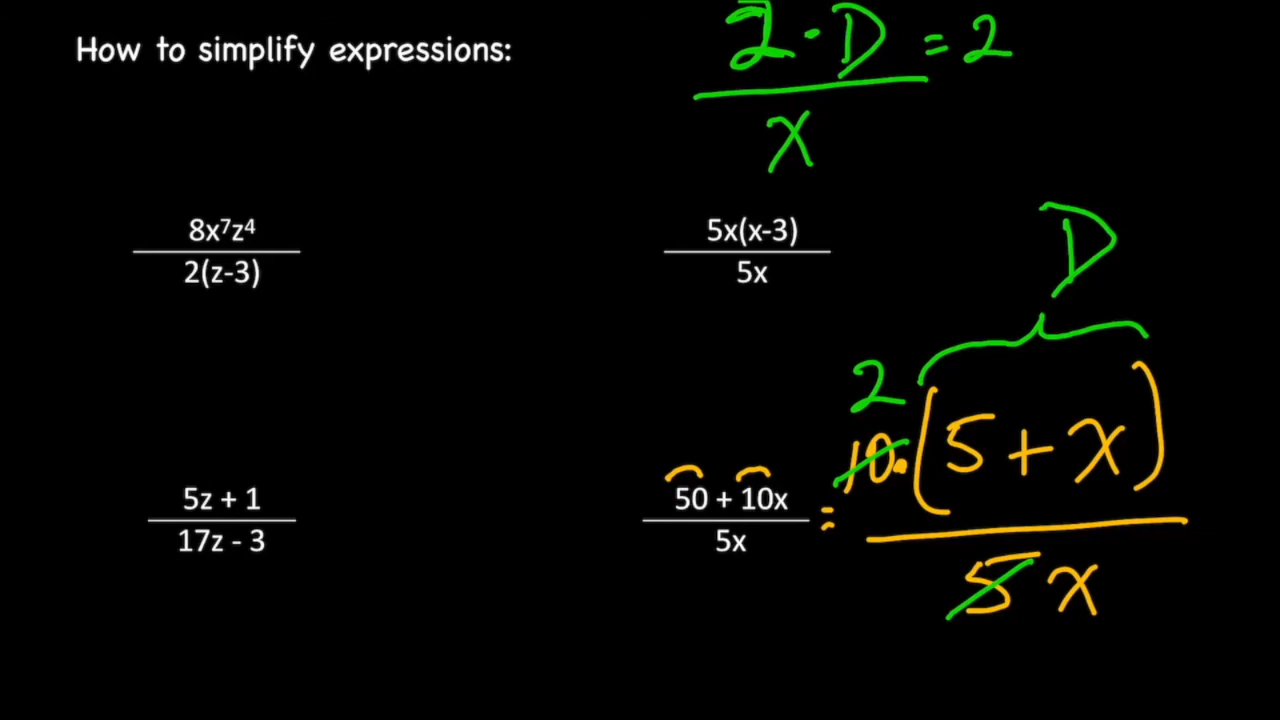 How to simplify expressions:
2 · D = 2
x
8x⁷z⁴
2(z-3)
5x(x-3)
5x
D
2
5z + 1
17z - 3
50 + 10x
5x
= 10·(5+x)
5x